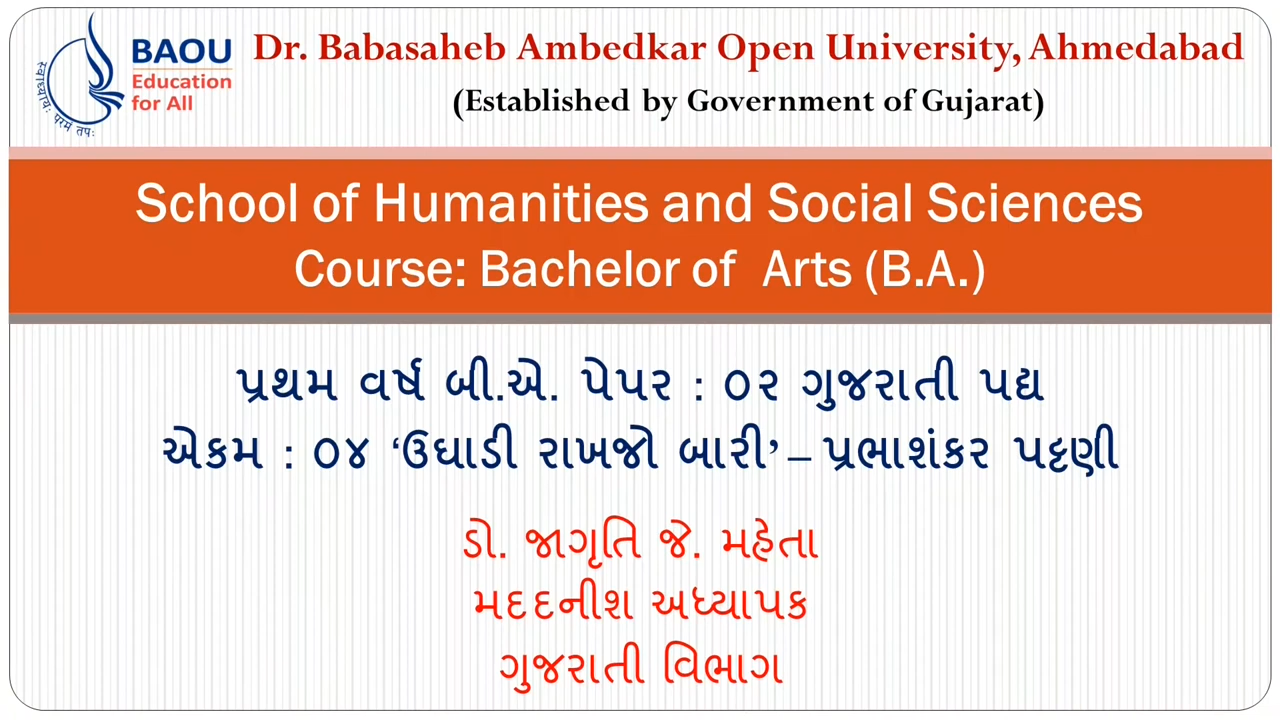 BAOU
Education
for All
स्वाध्यायः परमं तपः
Dr. Babasaheb Ambedkar Open University, Ahmedabad
(Established by Government of Gujarat)
School of Humanities and Social Sciences
Course: Bachelor of Arts (B.A.)
પ્રથમ વર્ષ બી.એ. પેપર : ૦૨ ગુજરાતી પદ્ય
એકમ : ૦૪ ‘ઉઘાડી રાખજો બારી’ – પ્રભાશંકર પટ્ટણી
ડો. જાગૃતિ જે. મહેતા
મદદનીશ અધ્યાપક
ગુજરાતી વિભાગ